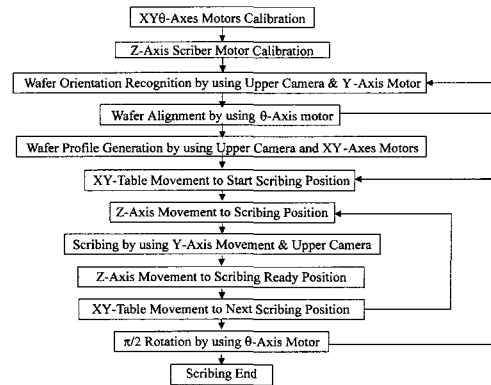 XYθ-Axes Motors Calibration
Z-Axis Scriber Motor Calibration
Wafer Orientation Recognition by using Upper Camera & Y-Axis Motor
Wafer Alignment by using θ-Axis motor
Wafer Profile Generation by using Upper Camera and XY-Axes Motors
XY-Table Movement to Start Scribing Position
Z-Axis Movement to Scribing Position
Scribing by using Y-Axis Movement & Upper Camera
Z-Axis Movement to Scribing Ready Position
XY-Table Movement to Next Scribing Position
π/2 Rotation by using θ-Axis Motor
Scribing End